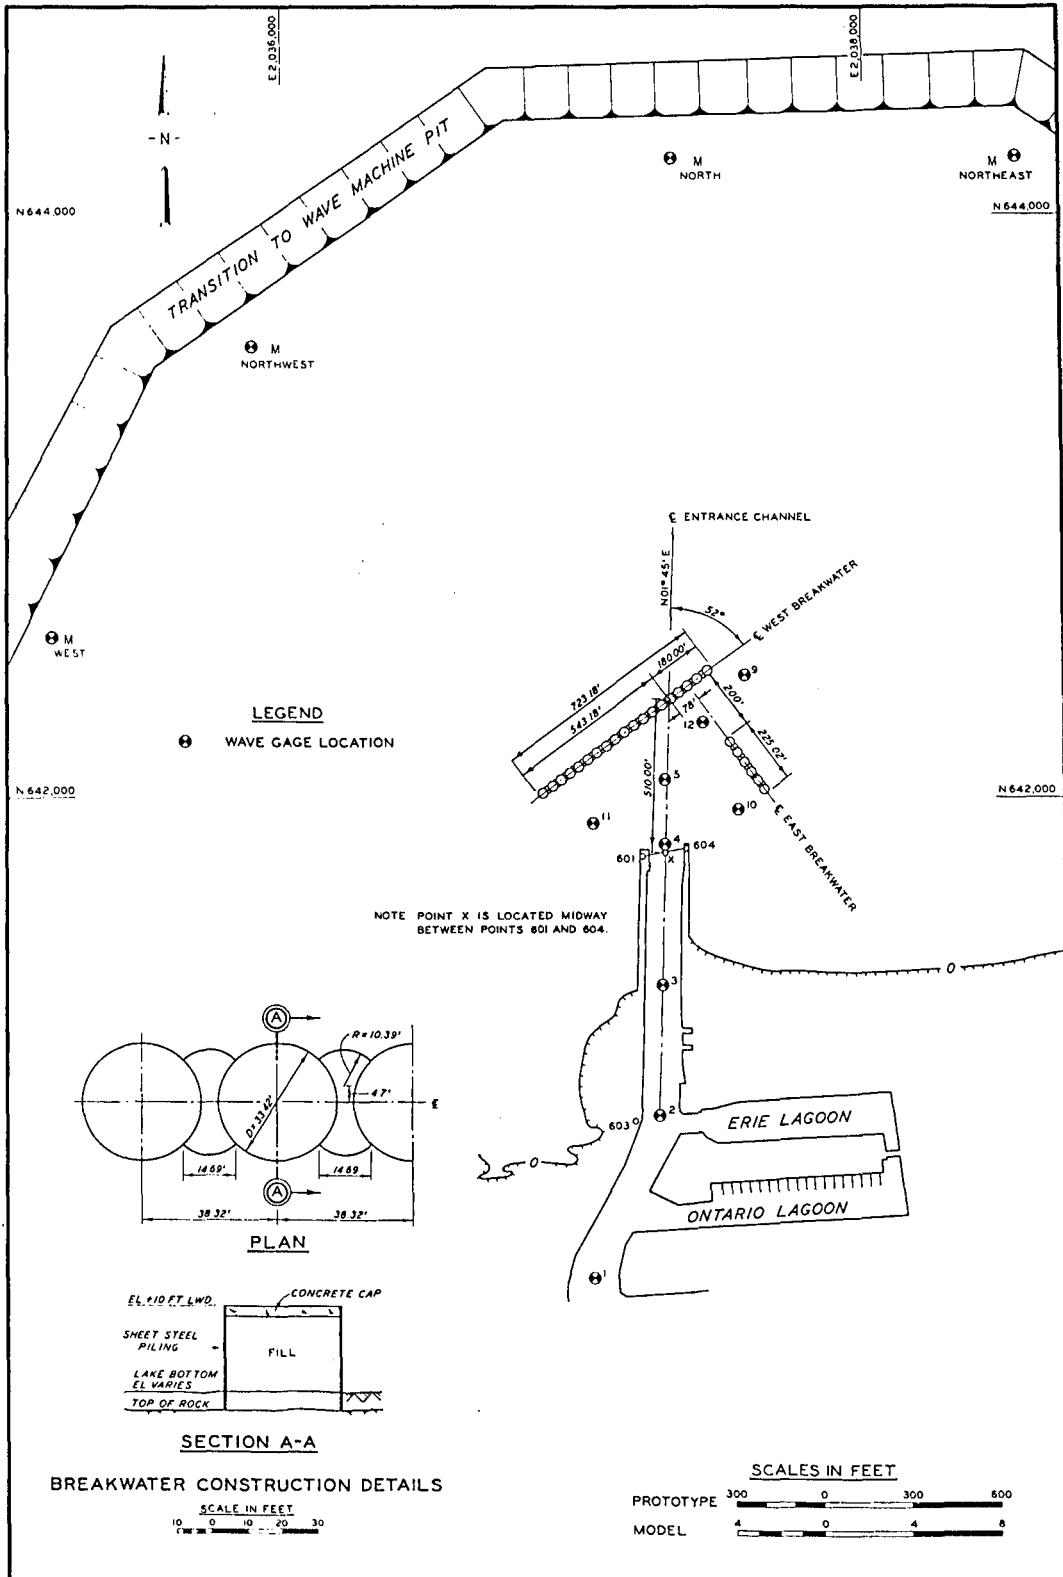 E 2,036,000
E 2,038,000
- N -
TRANSITION TO WAVE MACHINE PIT
M
NORTH
M
NORTHEAST
N 644,000
N 644,000
M
NORTHWEST
M
WEST
℄ ENTRANCE CHANNEL
N 01° 45' E
52°
℄ WEST BREAKWATER
180.00'
723.18'
543.18'
9
78'
200'
12
225.02'
510.00'
5
LEGEND
WAVE GAGE LOCATION
N 642,000
N 642,000
11
10
℄ EAST BREAKWATER
4
601
604
X
NOTE POINT X IS LOCATED MIDWAY
BETWEEN POINTS 601 AND 604.
0
3
A
R=10.39'
4.7'
D=33.42'
℄
2
603
ERIE LAGOON
0
14.69'
14.69
A
38.32'
38.32'
ONTARIO LAGOON
PLAN
1
EL +10 FT LWD
CONCRETE CAP
SHEET STEEL
PILING
FILL
LAKE BOTTOM
EL VARIES
TOP OF ROCK
SECTION A-A
BREAKWATER CONSTRUCTION DETAILS
SCALE IN FEET
10 0 10 20 30
SCALES IN FEET
PROTOTYPE 300 0 300 600
MODEL 4 0 4 8